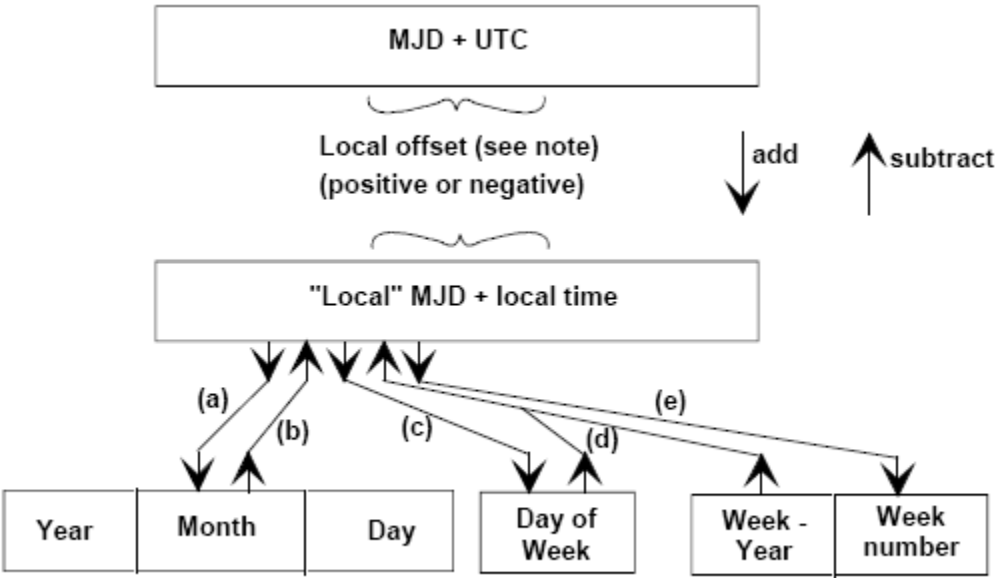 MJD + UTC
Local offset (see note)
(positive or negative)
add
subtract
"Local" MJD + local time
(a)
(b)
(c)
(d)
(e)
Year
Month
Day
Day of
Week
Week -
Year
Week
number